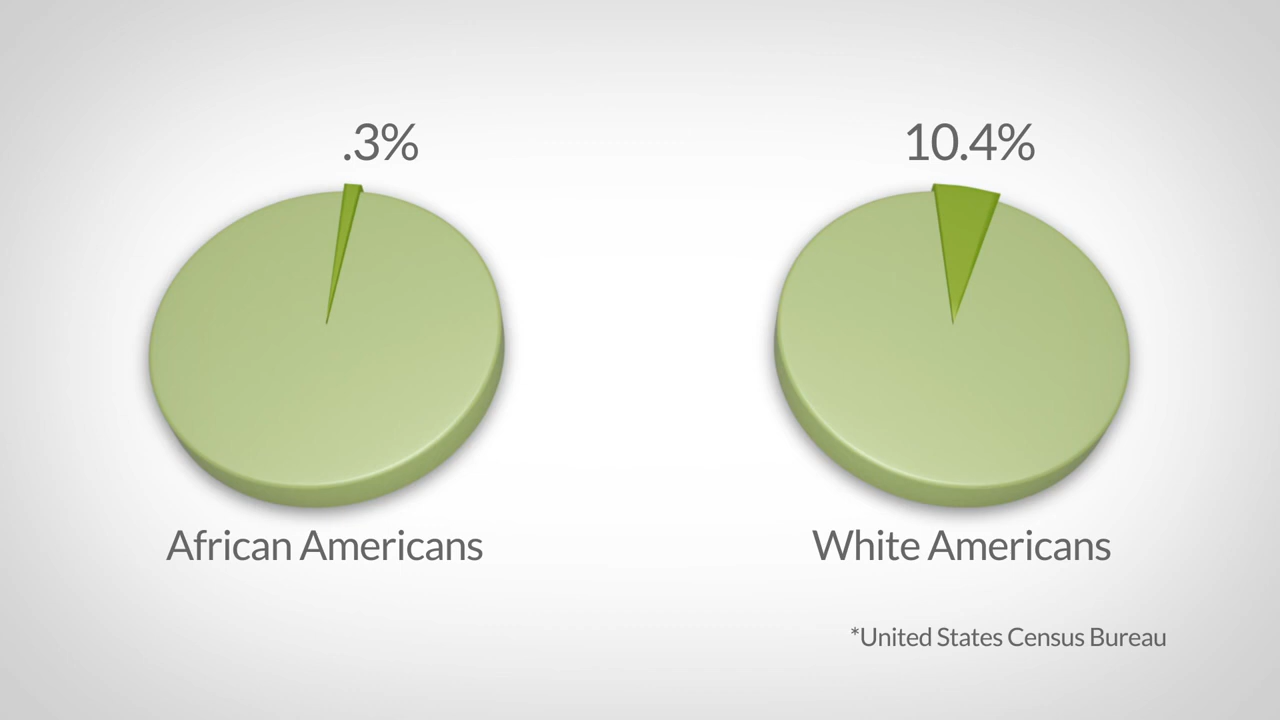 .3%
10.4%
African Americans
White Americans
*United States Census Bureau